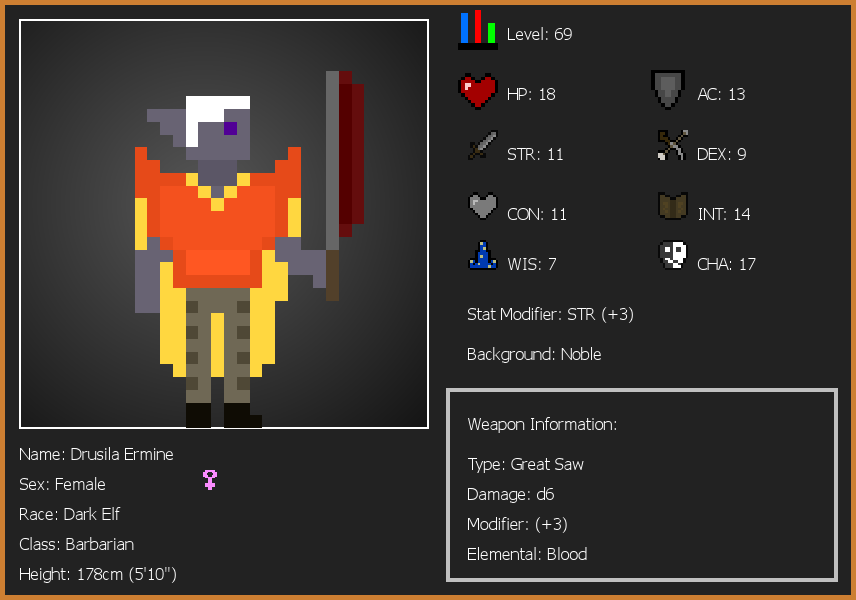 Level: 69
HP: 18
AC: 13
STR: 11
DEX: 9
CON: 11
INT: 14
WIS: 7
CHA: 17
Stat Modifier: STR (+3)
Background: Noble
Weapon Information:
Type: Great Saw
Damage: d6
Modifier: (+3)
Elemental: Blood
Name: Drusila Ermine
Sex: Female
Race: Dark Elf
Class: Barbarian
Height: 178cm (5'10")